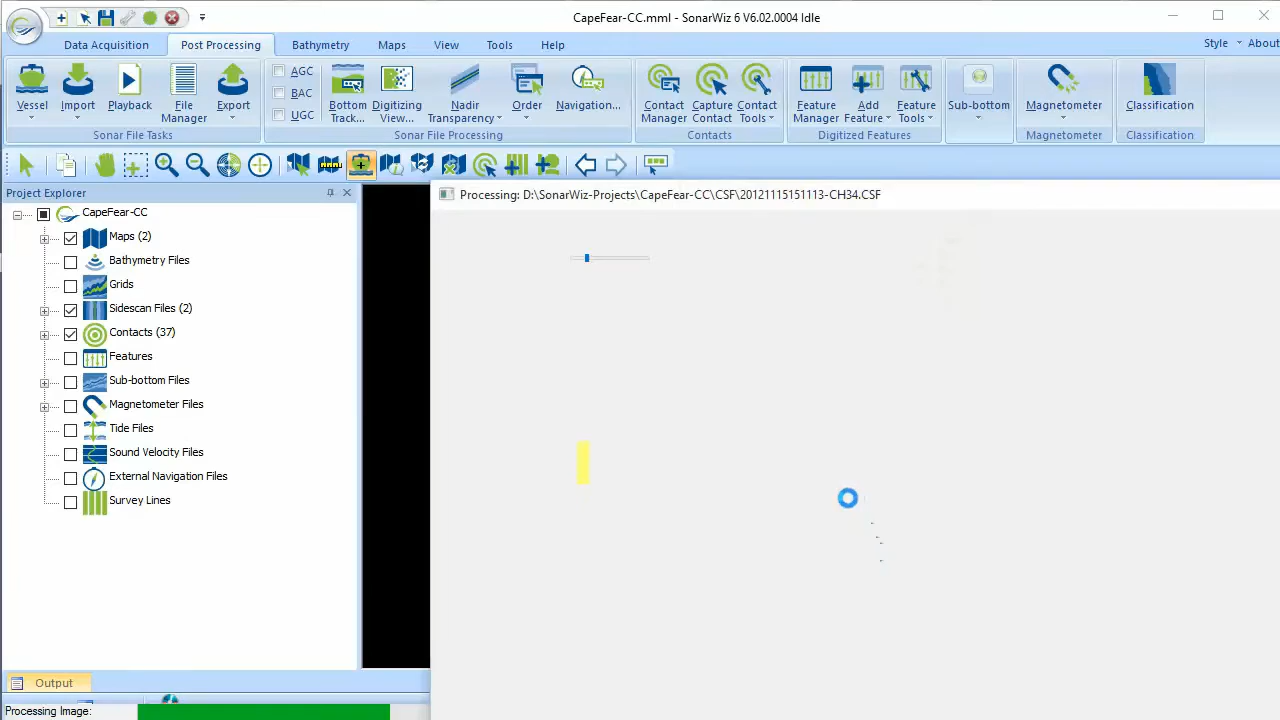 CapeFear-CC.mml - SonarWiz 6 V6.02.0004 Idle
Data Acquisition Post Processing Bathymetry Maps View Tools Help Style About
Vessel Import Playback File Manager Export
Sonar File Tasks
AGC
BAC
UGC
Bottom Track... Digitizing View... Nadir Transparency Order Navigation...
Sonar File Processing
Contact Manager Capture Contact Contact Tools
Contacts
Feature Manager Add Feature Feature Tools
Digitized Features
Sub-bottom
Magnetometer
Magnetometer
Classification
Classification
Project Explorer
Processing: D:\SonarWiz-Projects\CapeFear-CC\CSF\20121115151113-CH34.CSF
CapeFear-CC
Maps (2)
Bathymetry Files
Grids
Sidescan Files (2)
Contacts (37)
Features
Sub-bottom Files
Magnetometer Files
Tide Files
Sound Velocity Files
External Navigation Files
Survey Lines
Output
Processing Image: